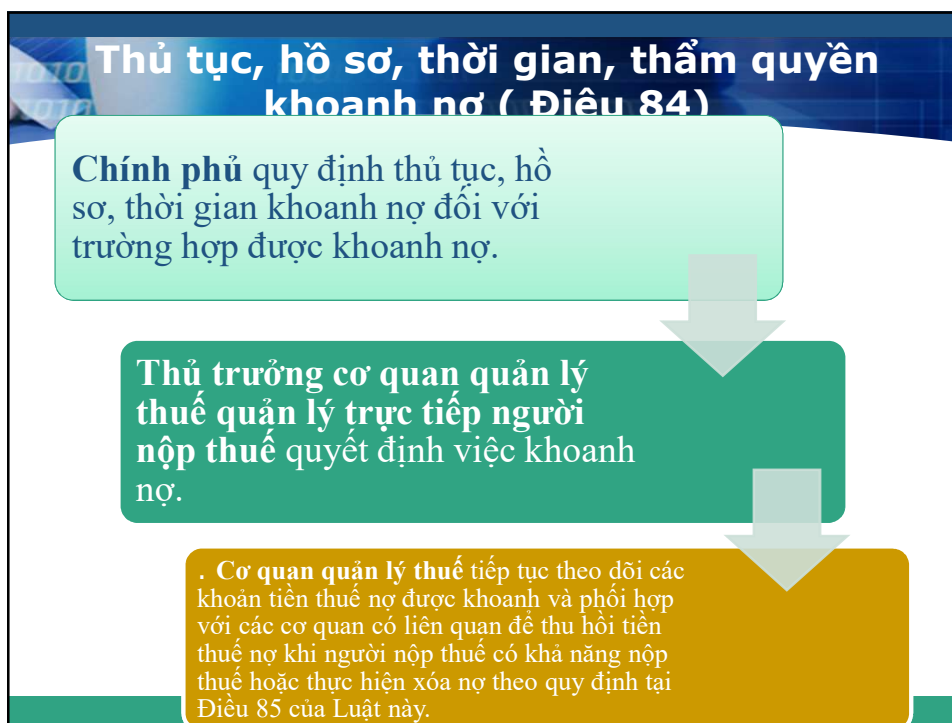 Thủ tục, hồ sơ, thời gian, thẩm quyền
khoanh nợ ( Điều 84)
Chính phủ quy định thủ tục, hồ
sơ, thời gian khoanh nợ đối với
trường hợp được khoanh nợ.
Thủ trưởng cơ quan quản lý
thuế quản lý trực tiếp người
nộp thuế quyết định việc khoanh
nợ.
. Cơ quan quản lý thuế tiếp tục theo dõi các
khoản tiền thuế nợ được khoanh và phối hợp
với các cơ quan có liên quan để thu hồi tiền
thuế nợ khi người nộp thuế có khả năng nộp
thuế hoặc thực hiện xóa nợ theo quy định tại
Điều 85 của Luật này.